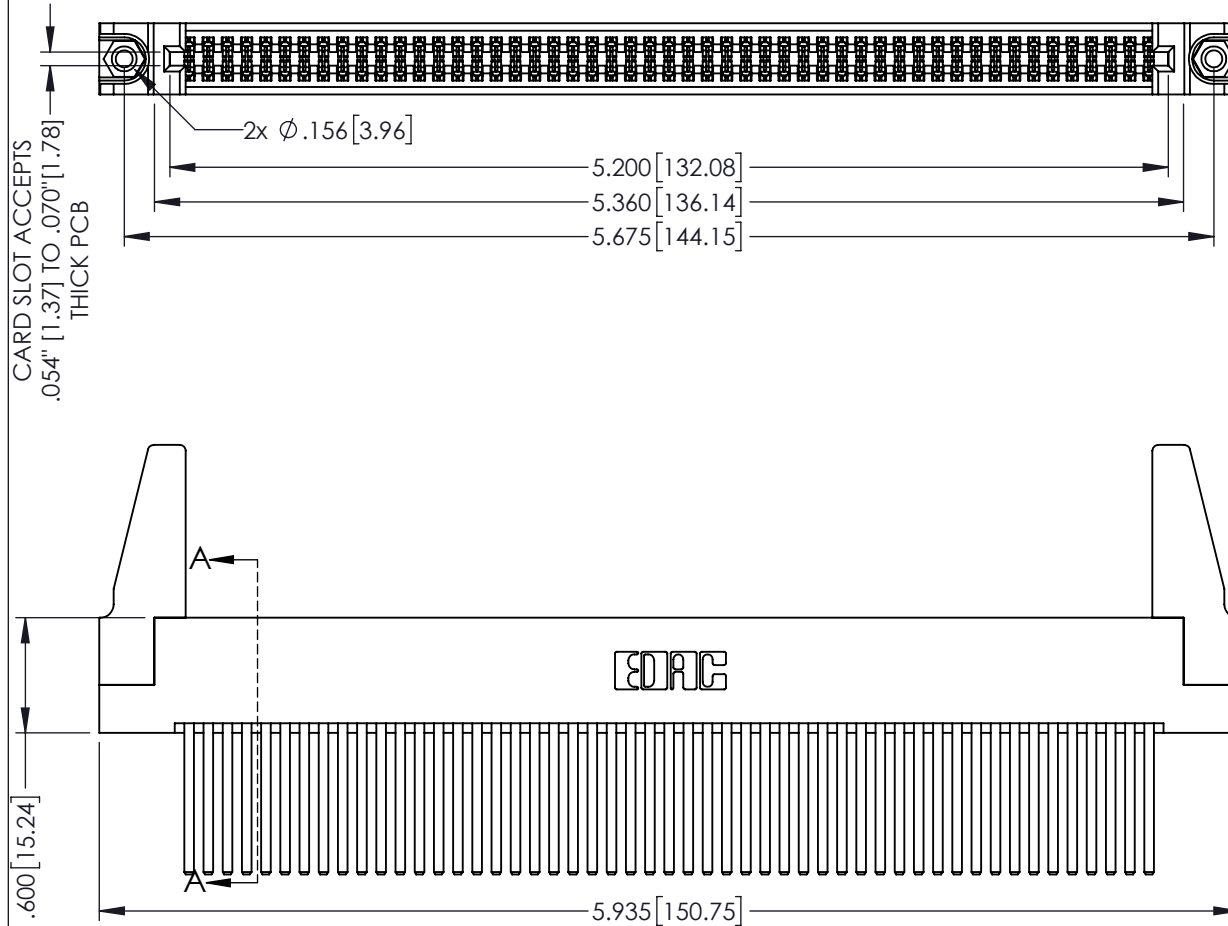 2x Ø .156[3.96]
5.200[132.08]
5.360[136.14]
5.675[144.15]
CARD SLOT ACCEPTS
.054" [1.37] TO .070"[1.78]
THICK PCB
A
EDAC
A
.600[15.24]
5.935[150.75]